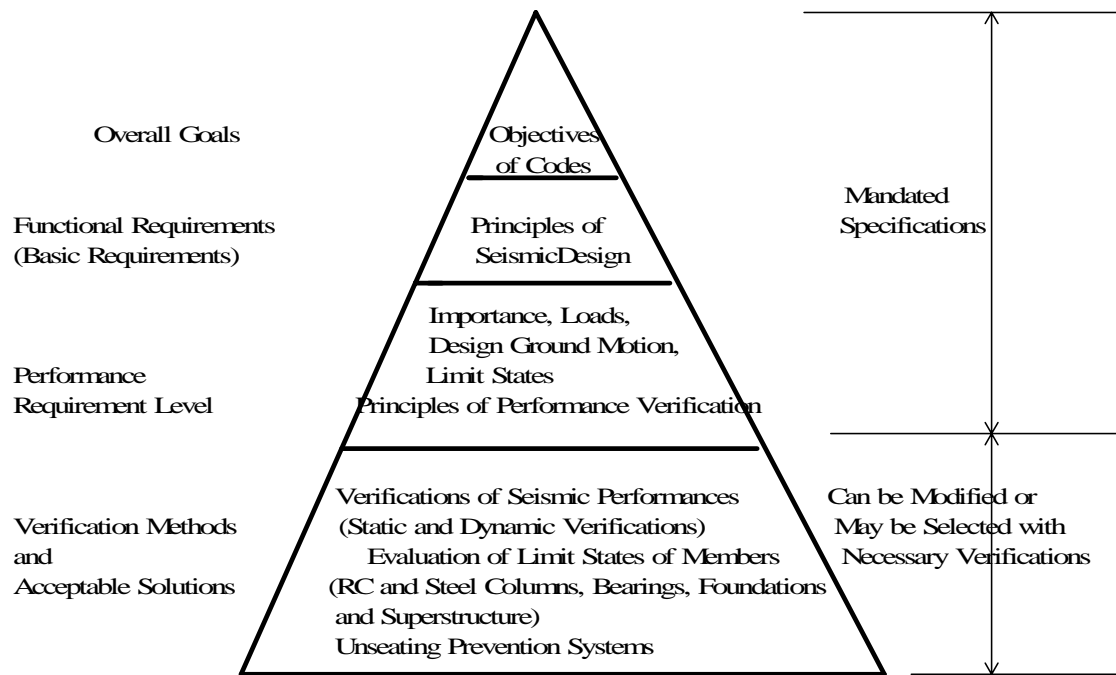 Overall Goals
Objectives
of Codes
Functional Requirements
(Basic Requirements)
Principles of
SeismicDesign
Mandated
Specifications
Performance
Requirement Level
Importance, Loads,
Design Ground Motion,
Limit States
Principles of Performance Verification
Verification Methods
and
Acceptable Solutions
Verifications of Seismic Performances
(Static and Dynamic Verifications)
Evaluation of Limit States of Members
(RC and Steel Columns, Bearings, Foundations
and Superstructure)
Unseating Prevention Systems
Can be Modified or
May be Selected with
Necessary Verifications